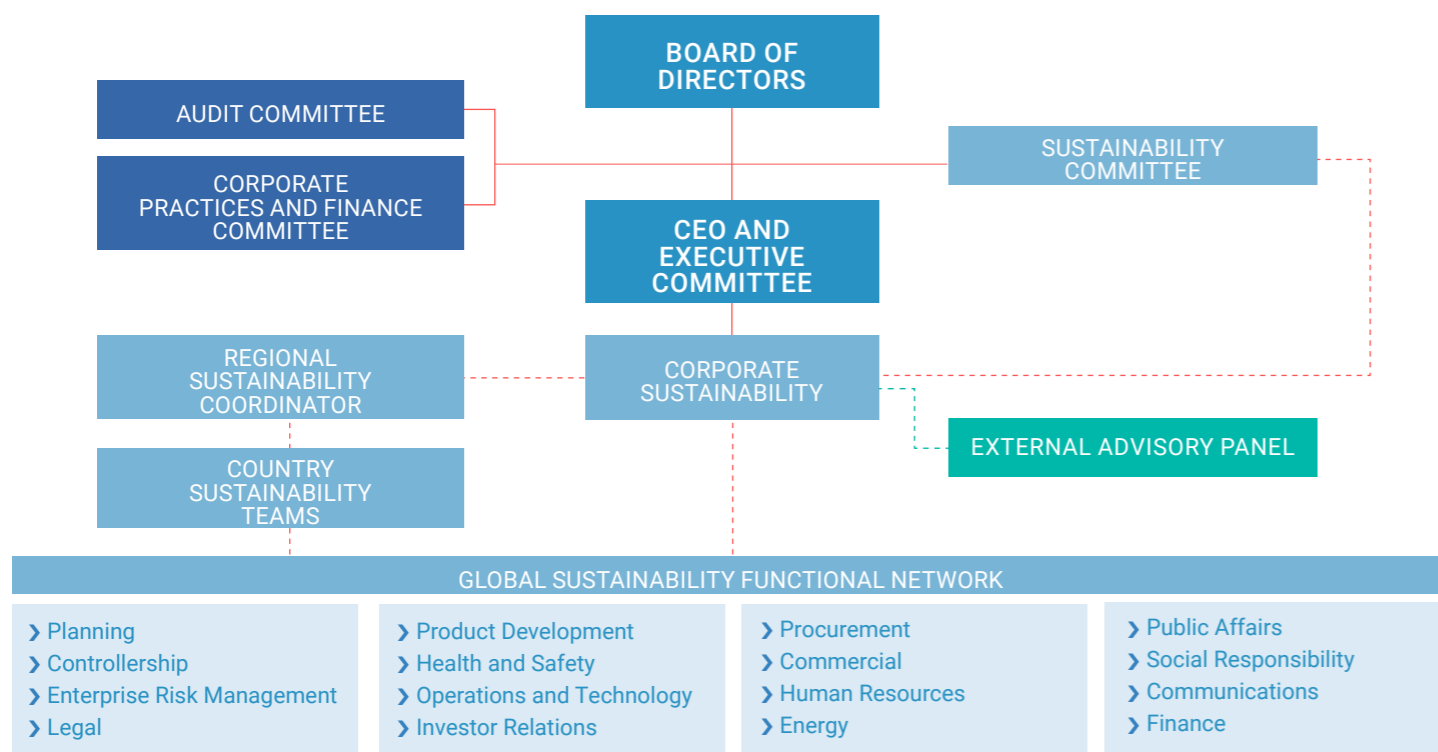 BOARD OF
DIRECTORS
AUDIT COMMITTEE
SUSTAINABILITY
COMMITTEE
CORPORATE
PRACTICES AND FINANCE
COMMITTEE
CEO AND
EXECUTIVE
COMMITTEE
REGIONAL
SUSTAINABILITY
COORDINATOR
CORPORATE
SUSTAINABILITY
EXTERNAL ADVISORY PANEL
COUNTRY
SUSTAINABILITY
TEAMS
GLOBAL SUSTAINABILITY FUNCTIONAL NETWORK
❯ Planning
❯ Controllership
❯ Enterprise Risk Management
❯ Legal
❯ Product Development
❯ Health and Safety
❯ Operations and Technology
❯ Investor Relations
❯ Procurement
❯ Commercial
❯ Human Resources
❯ Energy
❯ Public Affairs
❯ Social Responsibility
❯ Communications
❯ Finance